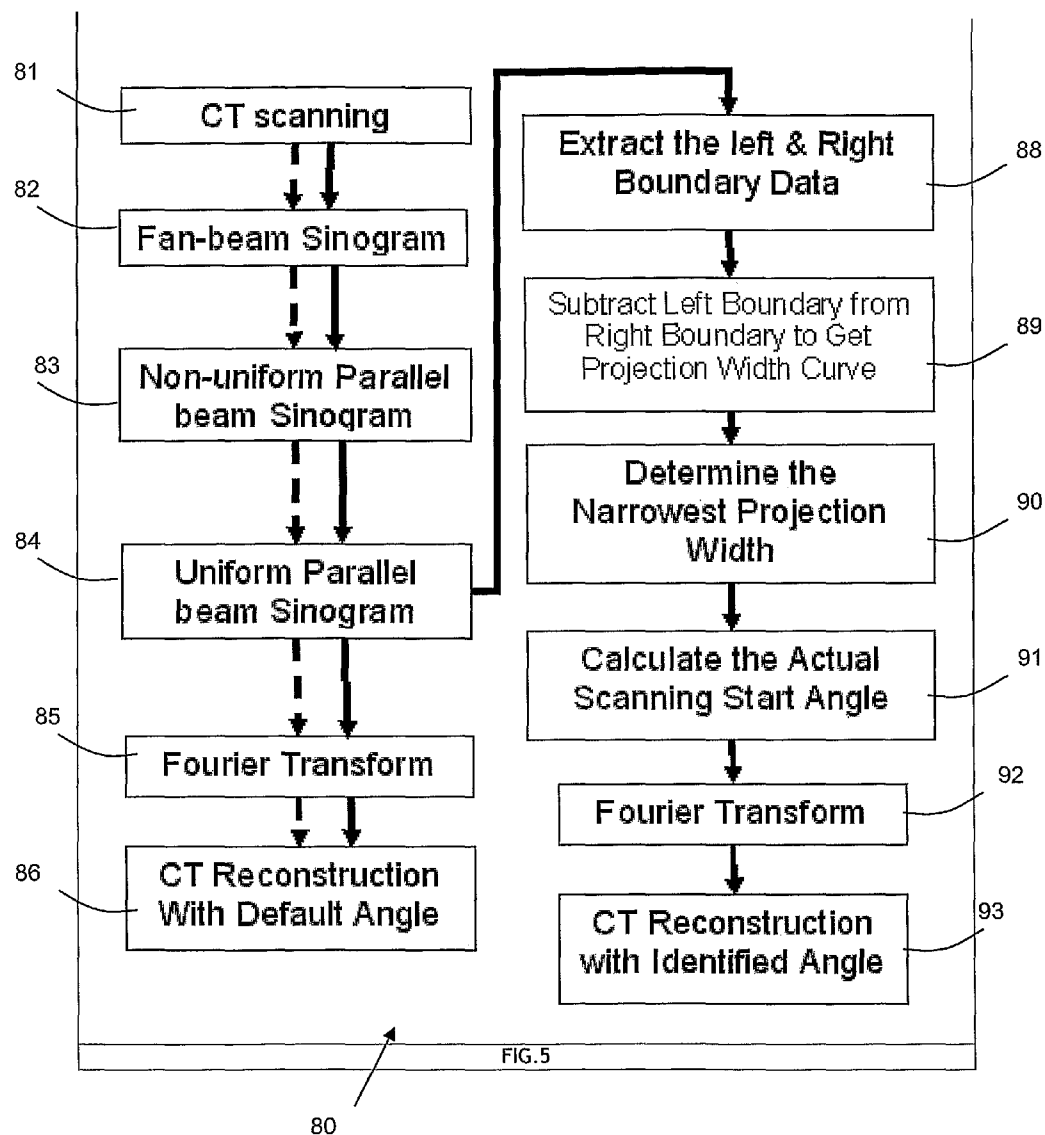 81
CT scanning
82
Fan-beam Sinogram
83
Non-uniform Parallel
beam Sinogram
84
Uniform Parallel
beam Sinogram
85
Fourier Transform
86
CT Reconstruction
With Default Angle
Extract the left & Right
Boundary Data
88
Subtract Left Boundary from
Right Boundary to Get
Projection Width Curve
89
Determine the
Narrowest Projection
Width
90
Calculate the Actual
Scanning Start Angle
91
Fourier Transform
92
CT Reconstruction
with Identified Angle
93
FIG.5
80